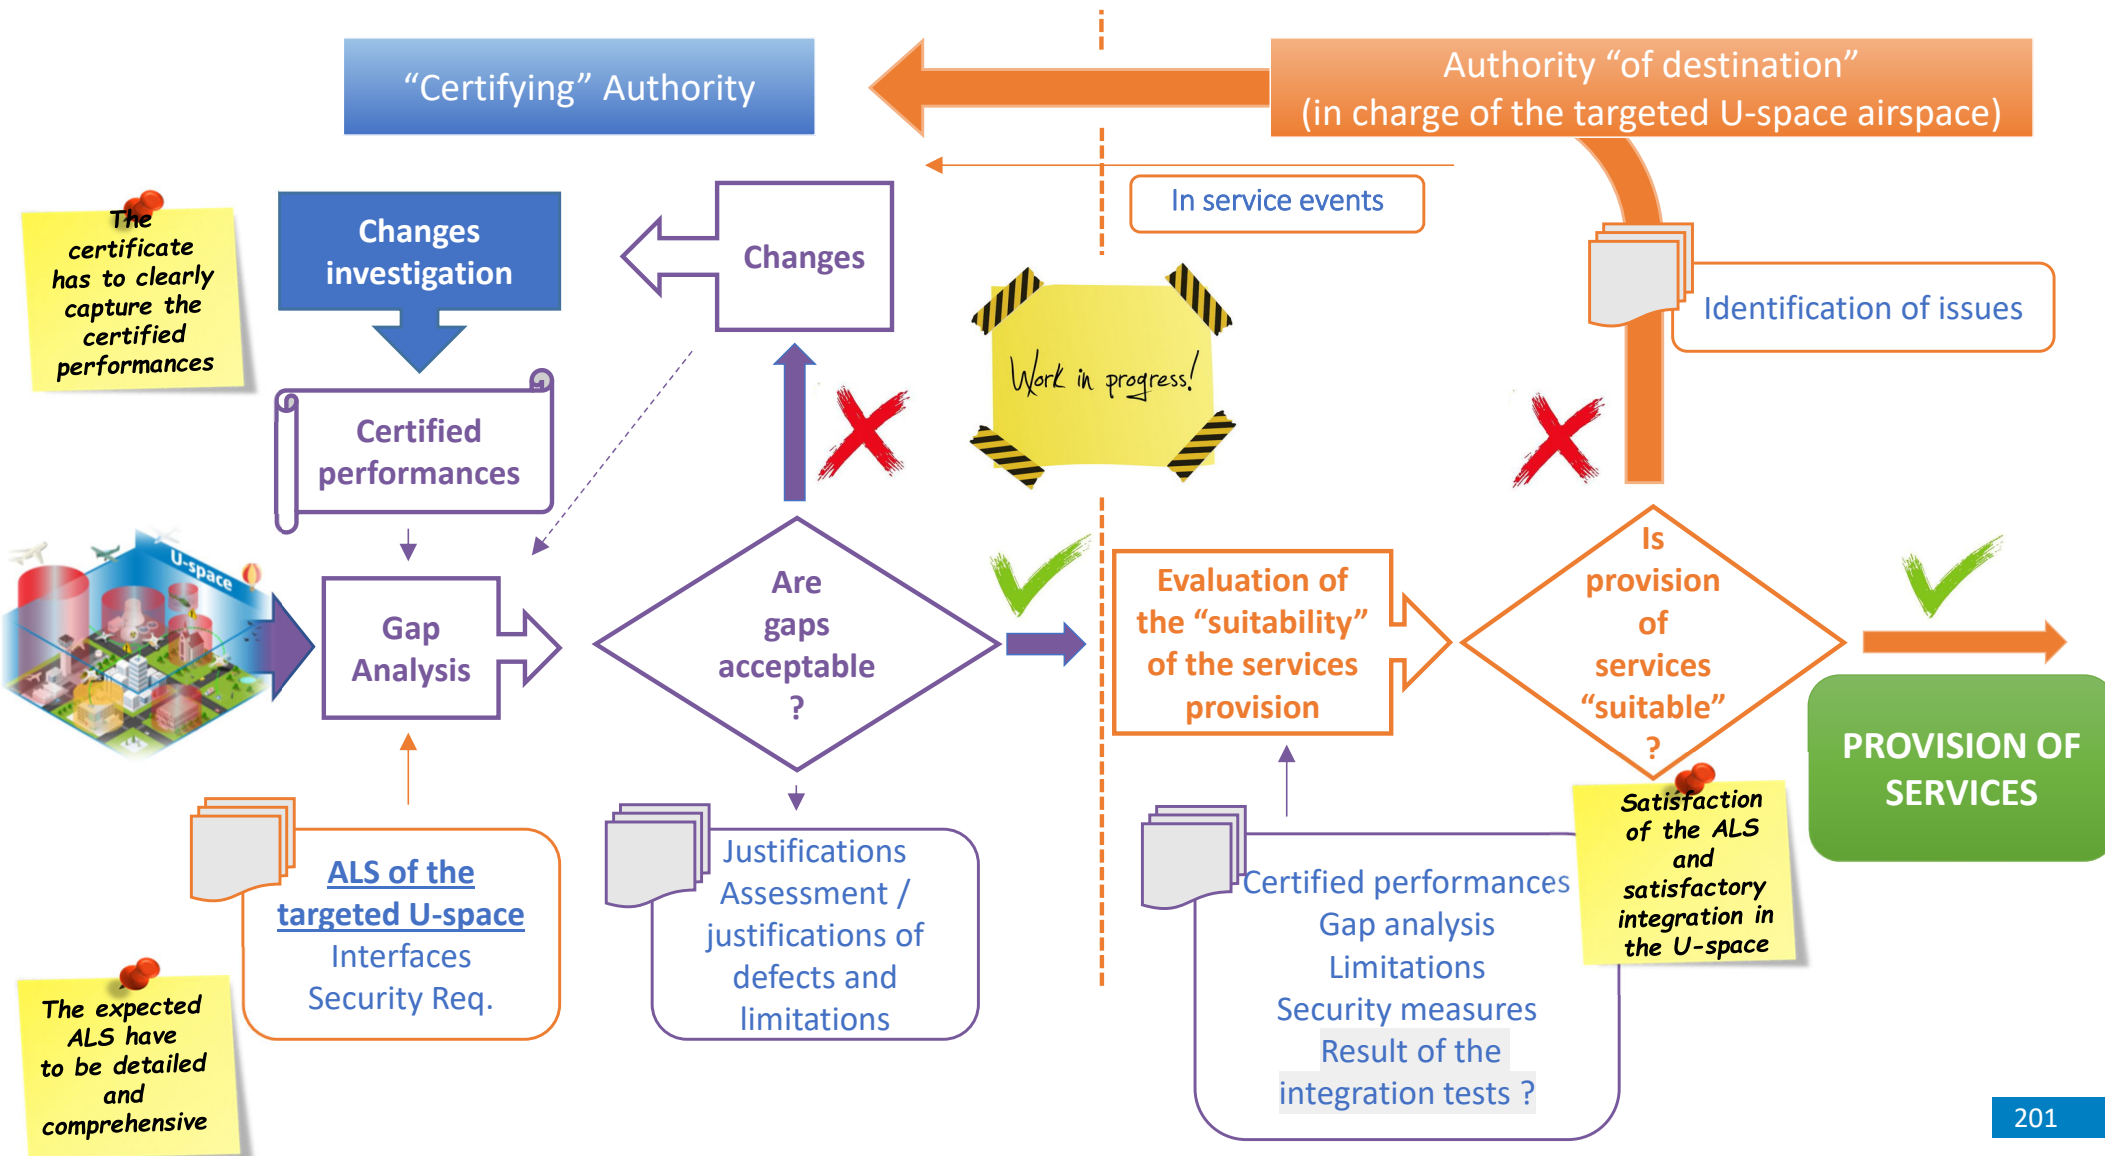 “Certifying” Authority
Authority “of destination”
(in charge of the targeted U-space airspace)
In service events
The
certificate
has to clearly
capture the
certified
performances
Changes
investigation
Changes
Work in progress!
Identification of issues
Certified
performances
U-space
Gap
Analysis
Are
gaps
acceptable
?
Evaluation of
the “suitability”
of the services
provision
Is
provision
of
services
“suitable”
?
PROVISION OF
SERVICES
ALS of the
targeted U-space
Interfaces
Security Req.
Justifications
Assessment /
justifications of
defects and
limitations
Certified performances
Gap analysis
Limitations
Security measures
Result of the
integration tests ?
Satisfaction
of the ALS
and
satisfactory
integration in
the U-space
The expected
ALS have
to be detailed
and
comprehensive
201